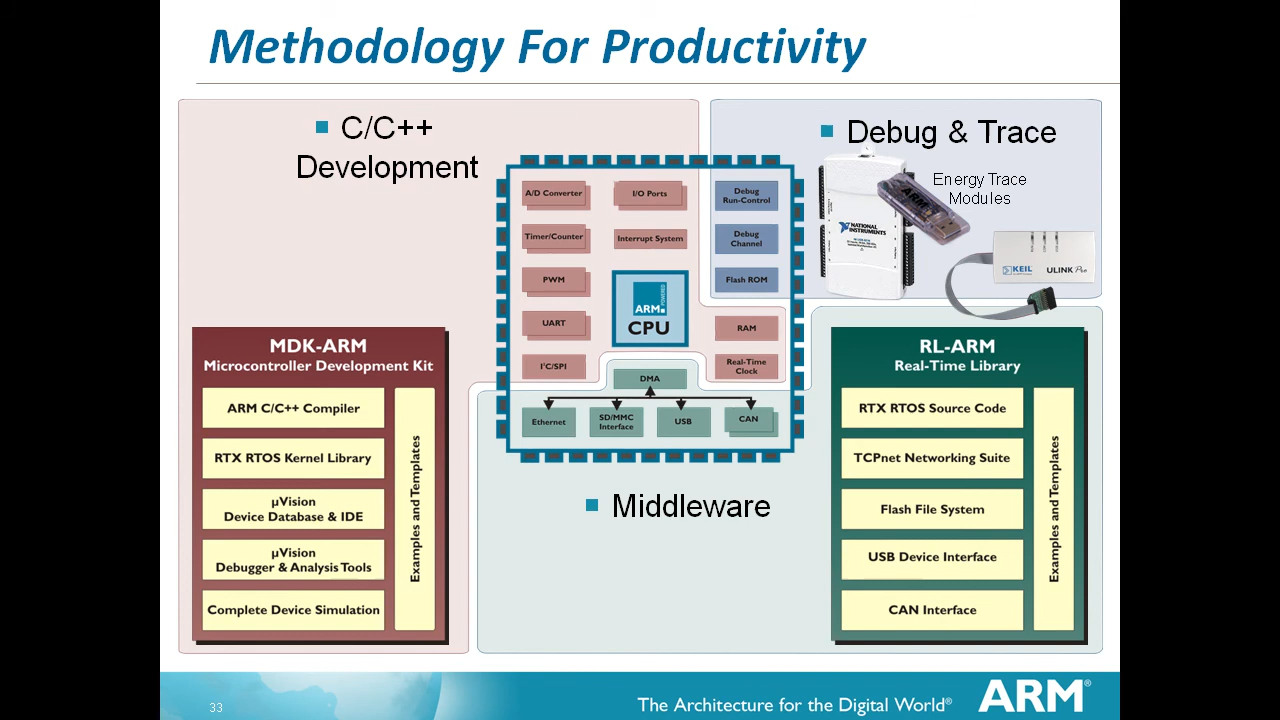 Methodology For Productivity
C/C++
Development
Debug & Trace
Energy Trace
Modules
ARM
NATIONAL
INSTRUMENTS
KEIL
ULINK Pro
A/D Converter
I/O Ports
Debug
Run-Control
Timer/Counter
Interrupt System
Debug
Channel
PWM
Flash ROM
ARM
POWERED
CPU
UART
RAM
I²C/SPI
Real-Time
Clock
DMA
Ethernet
SD/MMC
Interface
USB
CAN
Middleware
MDK-ARM
Microcontroller Development Kit
ARM C/C++ Compiler
RTX RTOS Kernel Library
µVision
Device Database & IDE
µVision
Debugger & Analysis Tools
Complete Device Simulation
Examples and Templates
RL-ARM
Real-Time Library
RTX RTOS Source Code
TCPnet Networking Suite
Flash File System
USB Device Interface
CAN Interface
Examples and Templates
33
The Architecture for the Digital World®
ARM®